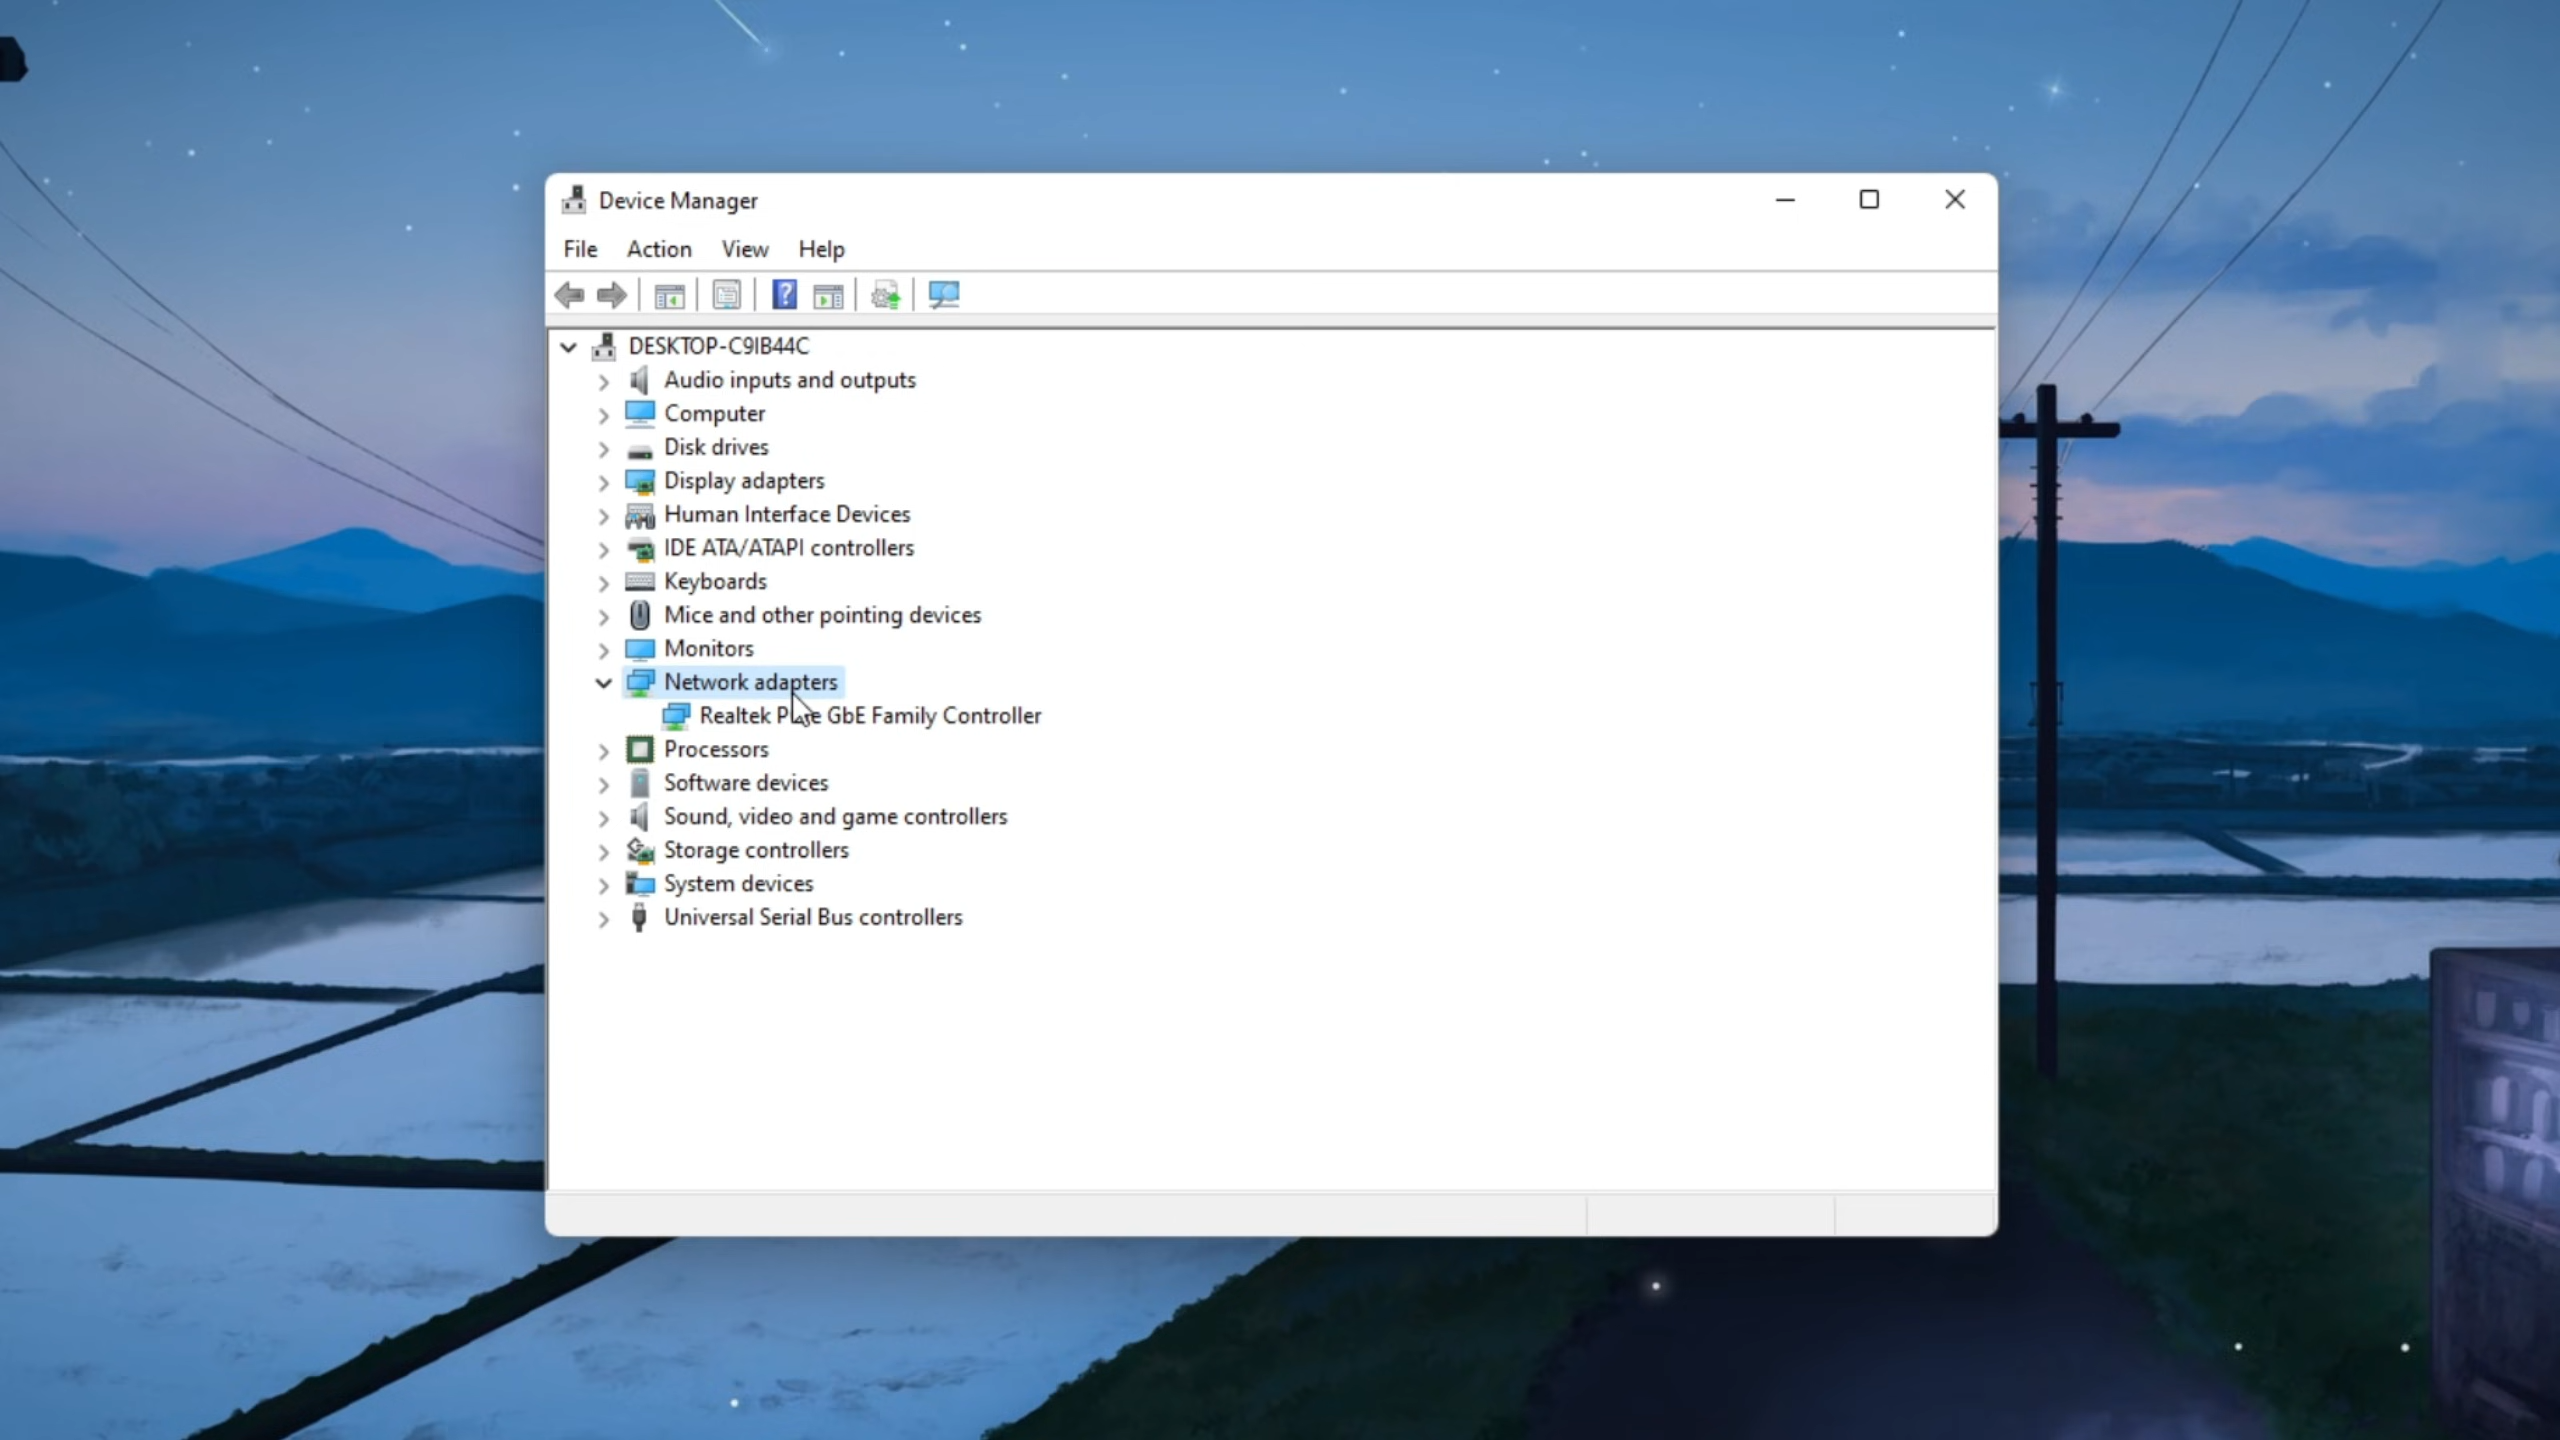 Device Manager
File Action View Help
DESKTOP-C9IB44C
Audio inputs and outputs
Computer
Disk drives
Display adapters
Human Interface Devices
IDE ATA/ATAPI controllers
Keyboards
Mice and other pointing devices
Monitors
Network adapters
Realtek GbE Family Controller
Processors
Software devices
Sound, video and game controllers
Storage controllers
System devices
Universal Serial Bus controllers